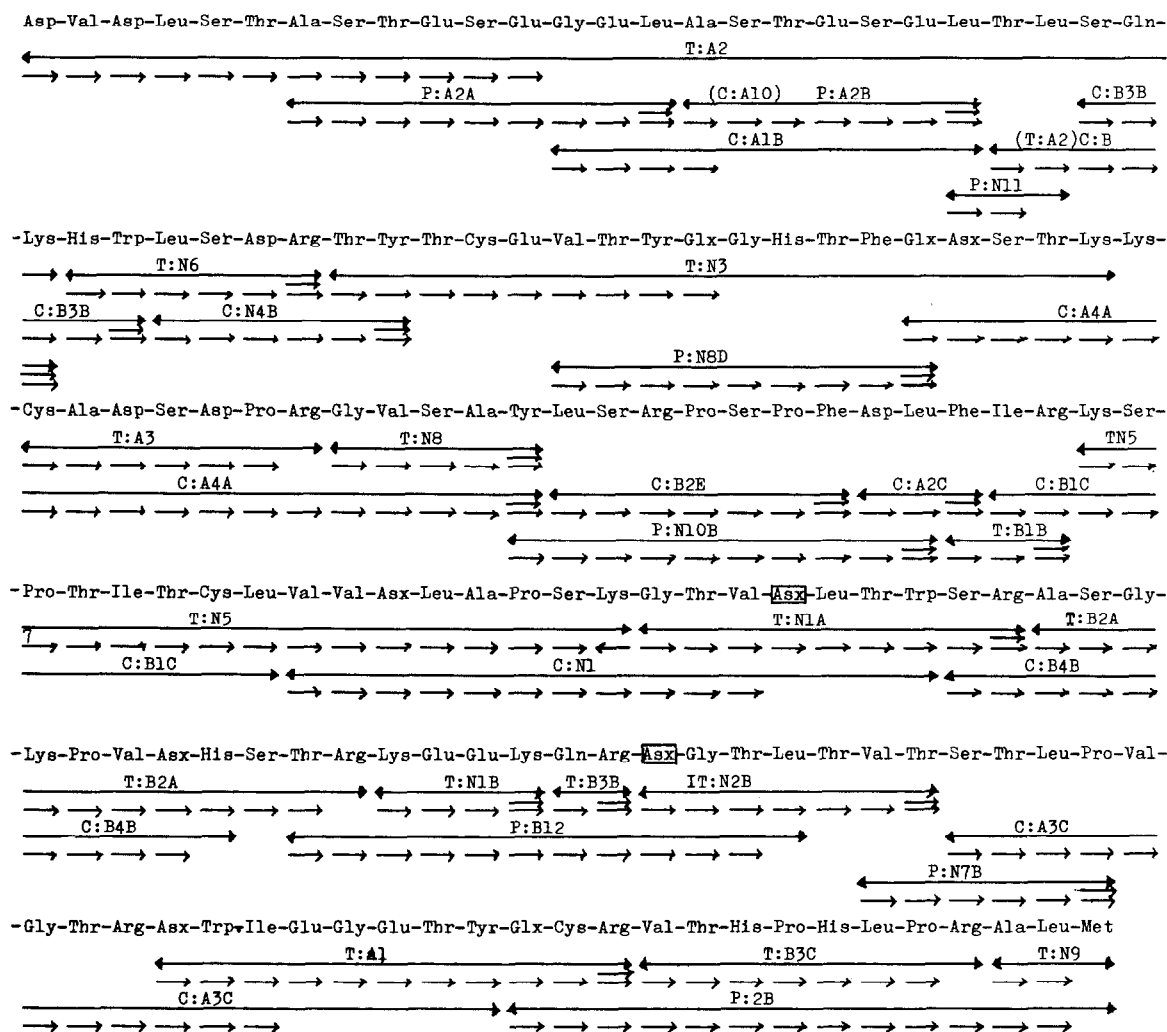 Asp-Val-Asp-Leu-Ser-Thr-Ala-Ser-Thr-Glu-Ser-Glu-Gly-Glu-Leu-Ala-Ser-Thr-Glu-Ser-Glu-Leu-Thr-Leu-Ser-Gln-
T:A2
P:A2A (C:A10) P:A2B C:B3B
C:A1B (T:A2)C:B
P:N11
-Lys-His-Trp-Leu-Ser-Asp-Arg-Thr-Tyr-Thr-Cys-Glu-Val-Thr-Tyr-Glx-Gly-His-Thr-Phe-Glx-Asx-Ser-Thr-Lys-Lys-
T:N6 T:N3
C:B3B C:N4B C:A4A
P:N8D
-Cys-Ala-Asp-Ser-Asp-Pro-Arg-Gly-Val-Ser-Ala-Tyr-Leu-Ser-Arg-Pro-Ser-Pro-Phe-Asp-Leu-Phe-Ile-Arg-Lys-Ser-
T:A3 T:N8 TN5
C:A4A C:B2E C:A2C C:B1C
P:N10B T:B1B
-Pro-Thr-Ile-Thr-Cys-Leu-Val-Val-Asx-Leu-Ala-Pro-Ser-Lys-Gly-Thr-Val-Asx-Leu-Thr-Trp-Ser-Arg-Ala-Ser-Gly-
T:N5 T:N1A T:B2A
C:B1C C:N1 C:B4B
-Lys-Pro-Val-Asx-His-Ser-Thr-Arg-Lys-Glu-Glu-Lys-Gln-Arg-Asx-Gly-Thr-Leu-Thr-Val-Thr-Ser-Thr-Leu-Pro-Val-
T:B2A T:N1B T:B3B IT:N2B
C:B4B P:B12 C:A3C
P:N7B
-Gly-Thr-Arg-Asx-Trp-Ile-Glu-Gly-Glu-Thr-Tyr-Glx-Cys-Arg-Val-Thr-His-Pro-His-Leu-Pro-Arg-Ala-Leu-Met
T:A1 T:B3C T:N9
C:A3C P:2B